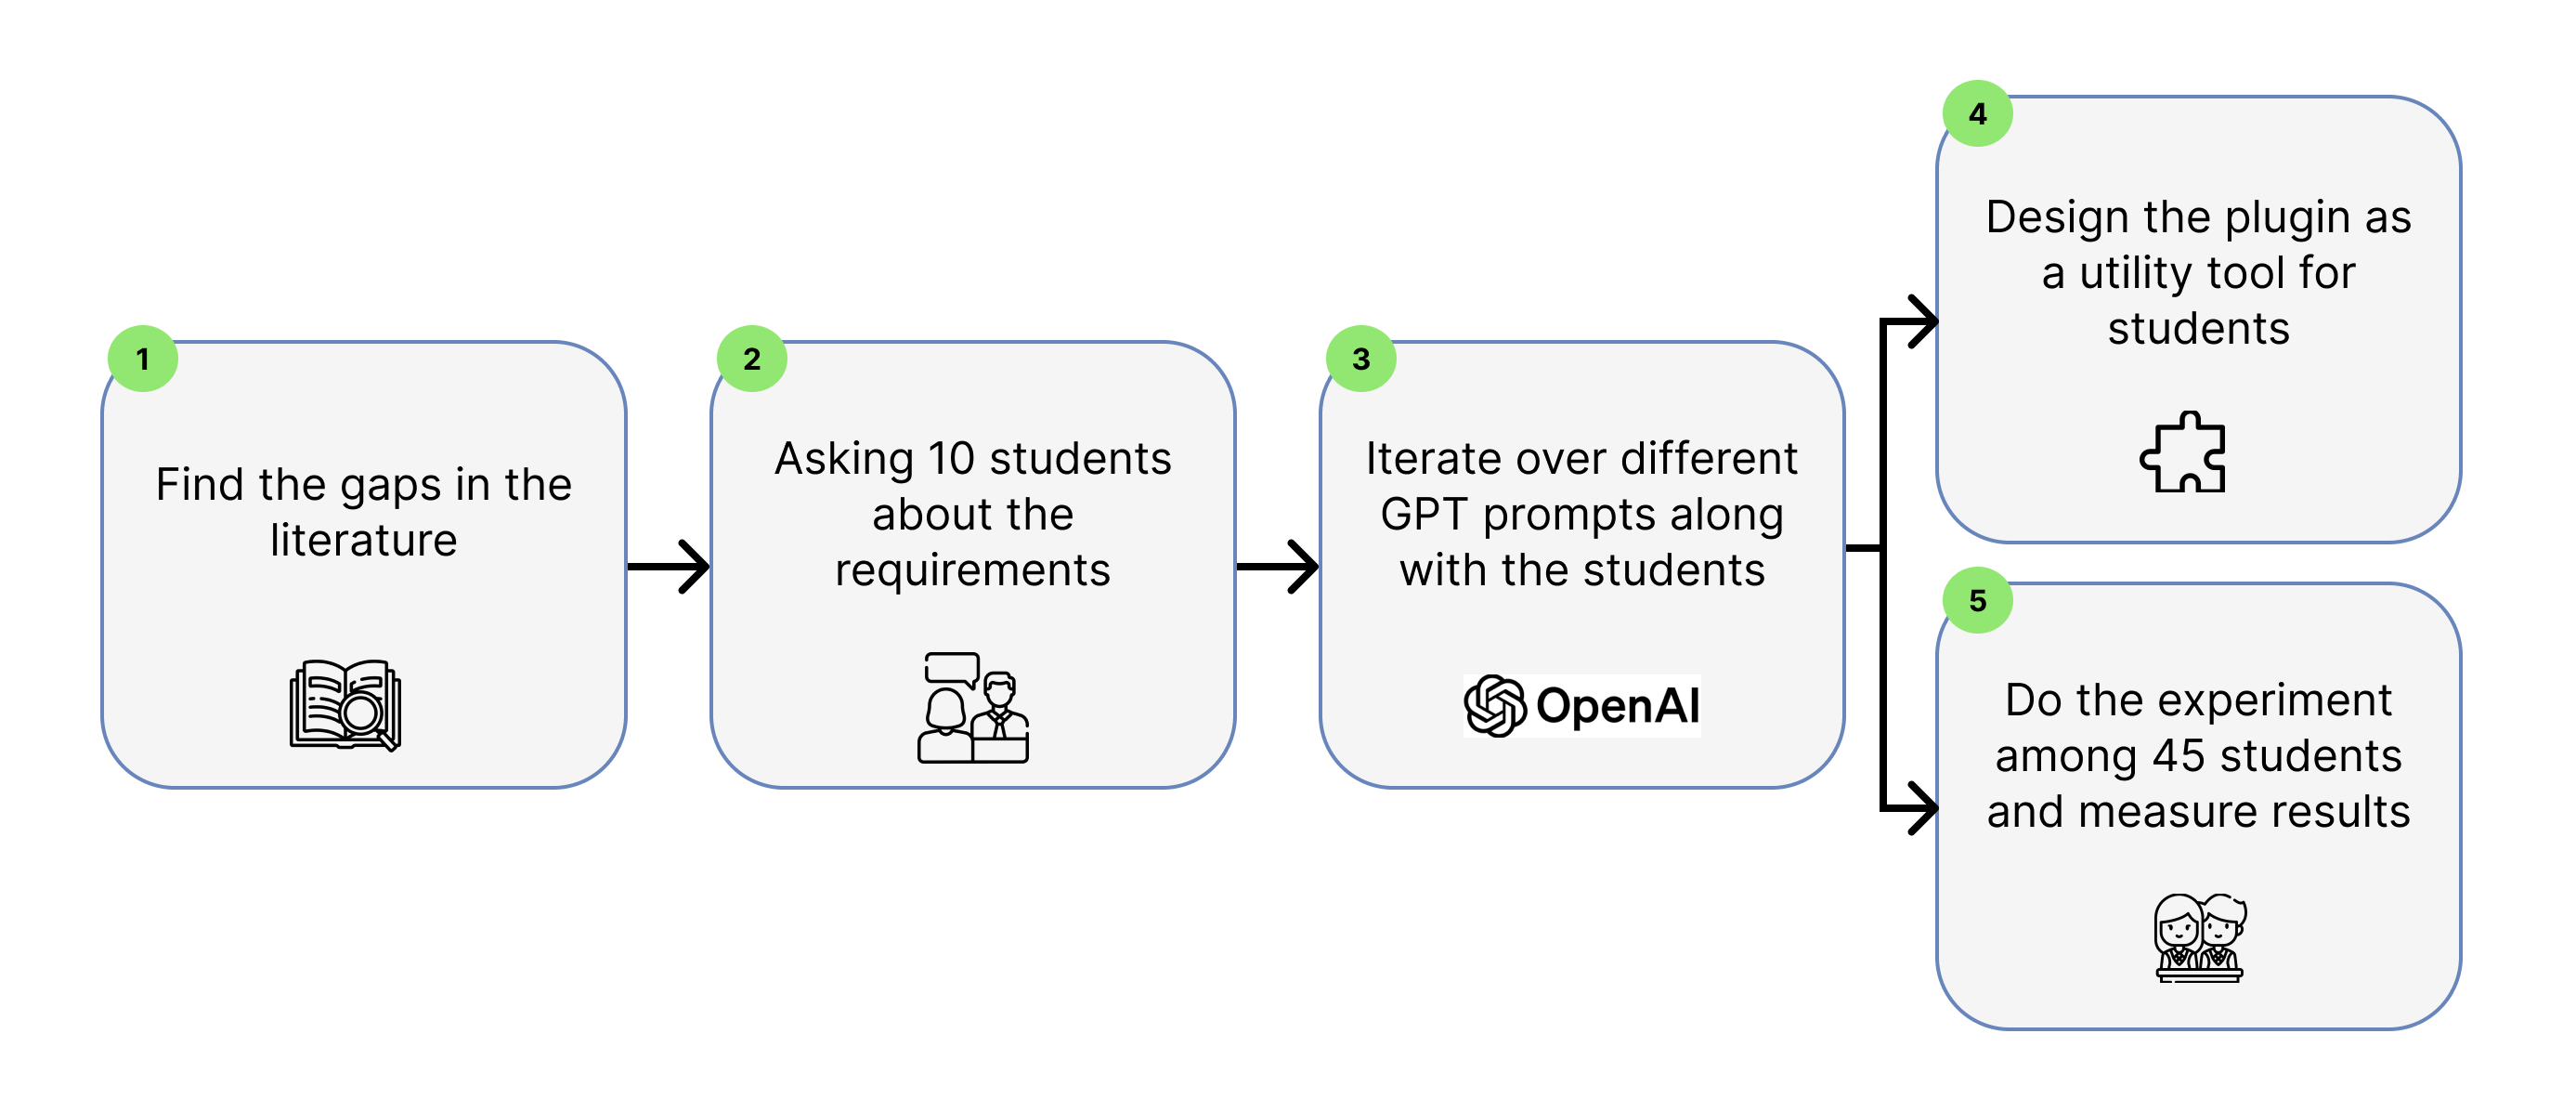 1
Find the gaps in the
literature
2
Asking 10 students
about the
requirements
3
Iterate over different
GPT prompts along
with the students
OpenAI
4
Design the plugin as
a utility tool for
students
5
Do the experiment
among 45 students
and measure results